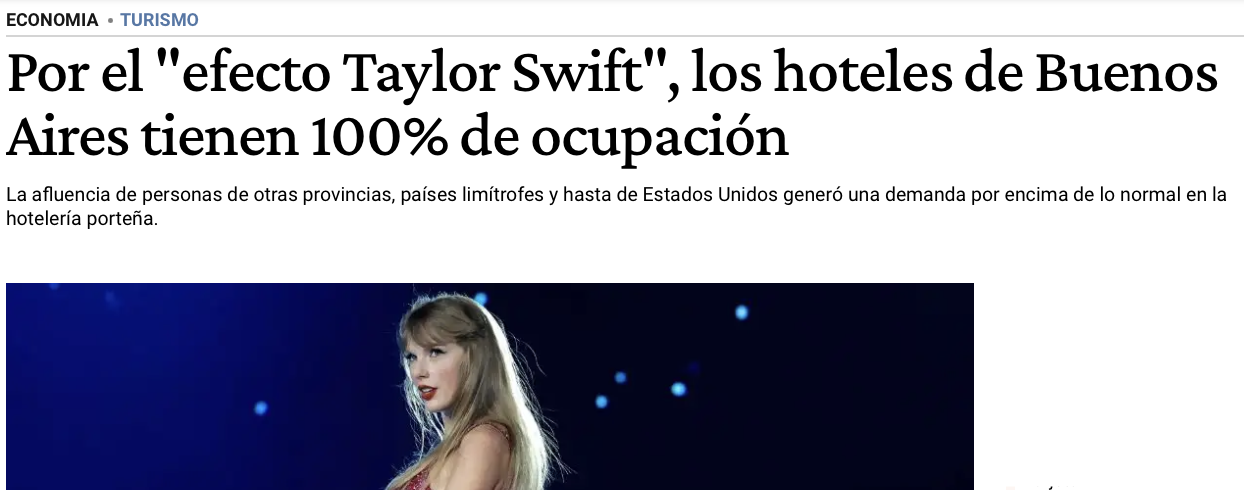 ECONOMIA • TURISMO
Por el "efecto Taylor Swift", los hoteles de Buenos
Aires tienen 100% de ocupación
La afluencia de personas de otras provincias, países limítrofes y hasta de Estados Unidos generó una demanda por encima de lo normal en la
hotelería porteña.